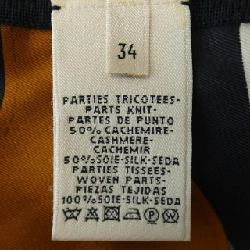 34
PARTIES TRICOTEES-
PARTS KNIT-
PARTES DE PUNTO
50% CACHEMIRE-
CASHMERE-
CACHEMIR
50% SOIE-SILK-SEDA
PARTIES TISSEES-
WOVEN PARTS-
PIEZAS TEJIDAS
100% SOIE-SILK-SEDA